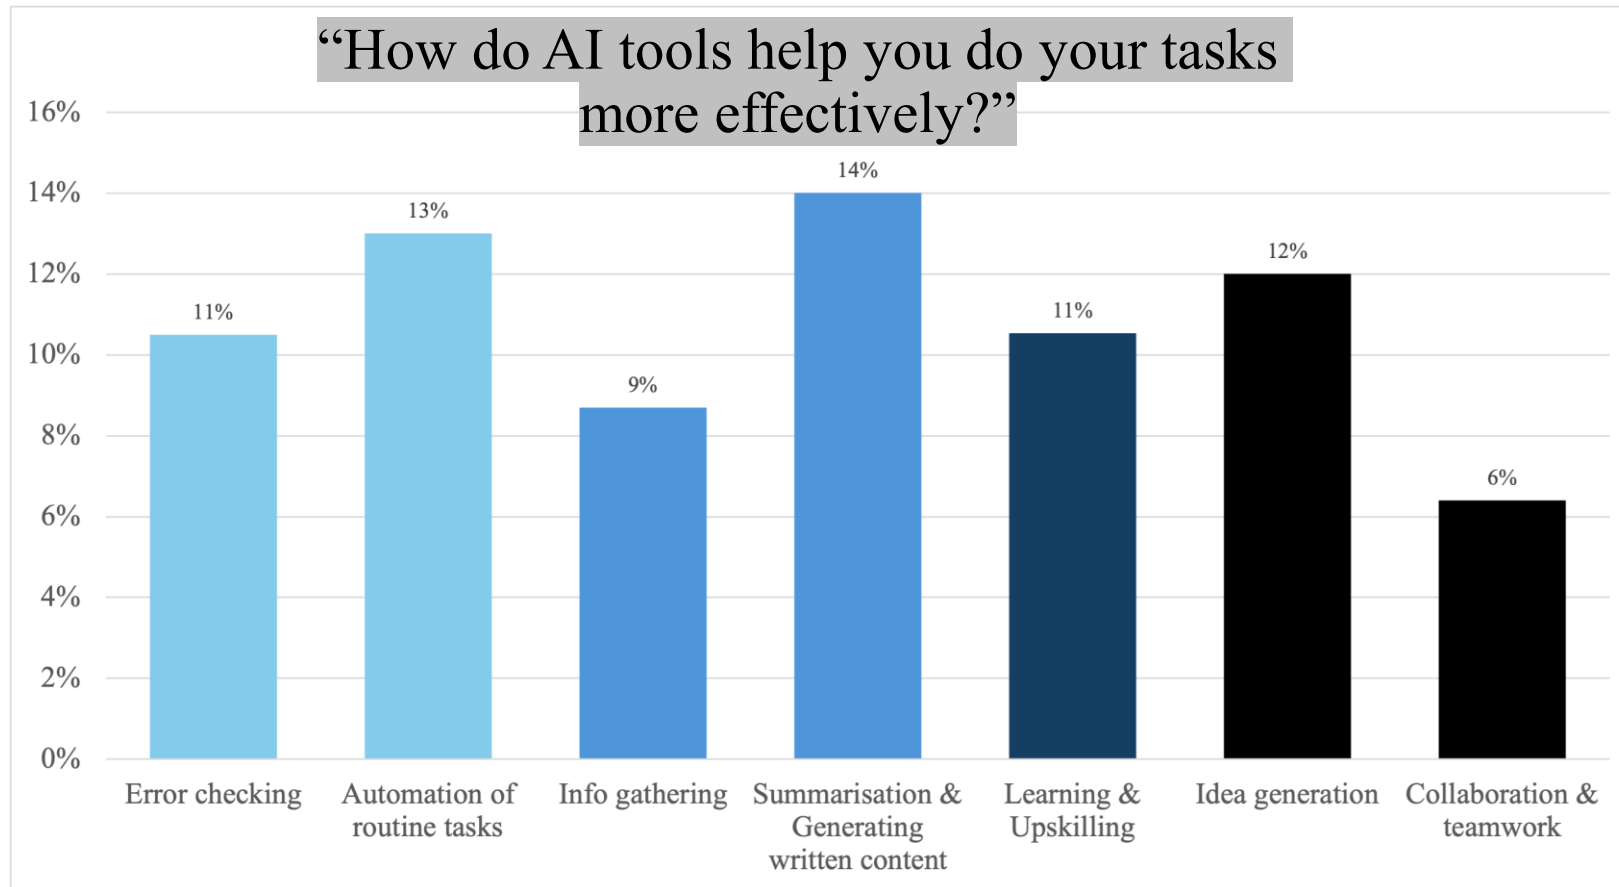 “How do AI tools help you do your tasks
more effectively?”
16%
14%
12%
10%
8%
6%
4%
2%
0%
11%
13%
9%
14%
11%
12%
6%
Error checking
Automation of
routine tasks
Info gathering
Summarisation &
Generating
written content
Learning &
Upskilling
Idea generation
Collaboration &
teamwork